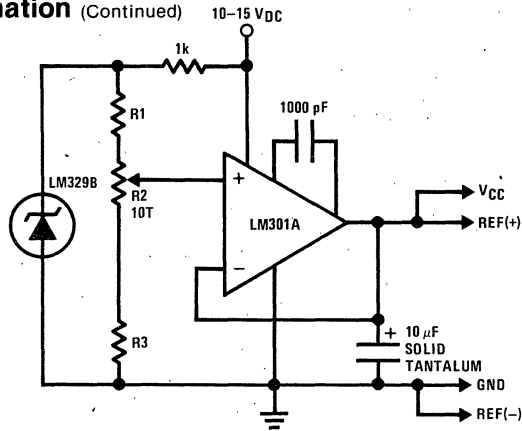 nation (Continued)
10–15 VDC
1k
1000 pF
R1
LM329B
R2
10T
+
LM301A
−
VCC
REF(+)
R3
+ 10 μF
SOLID
TANTALUM
GND
REF(−)